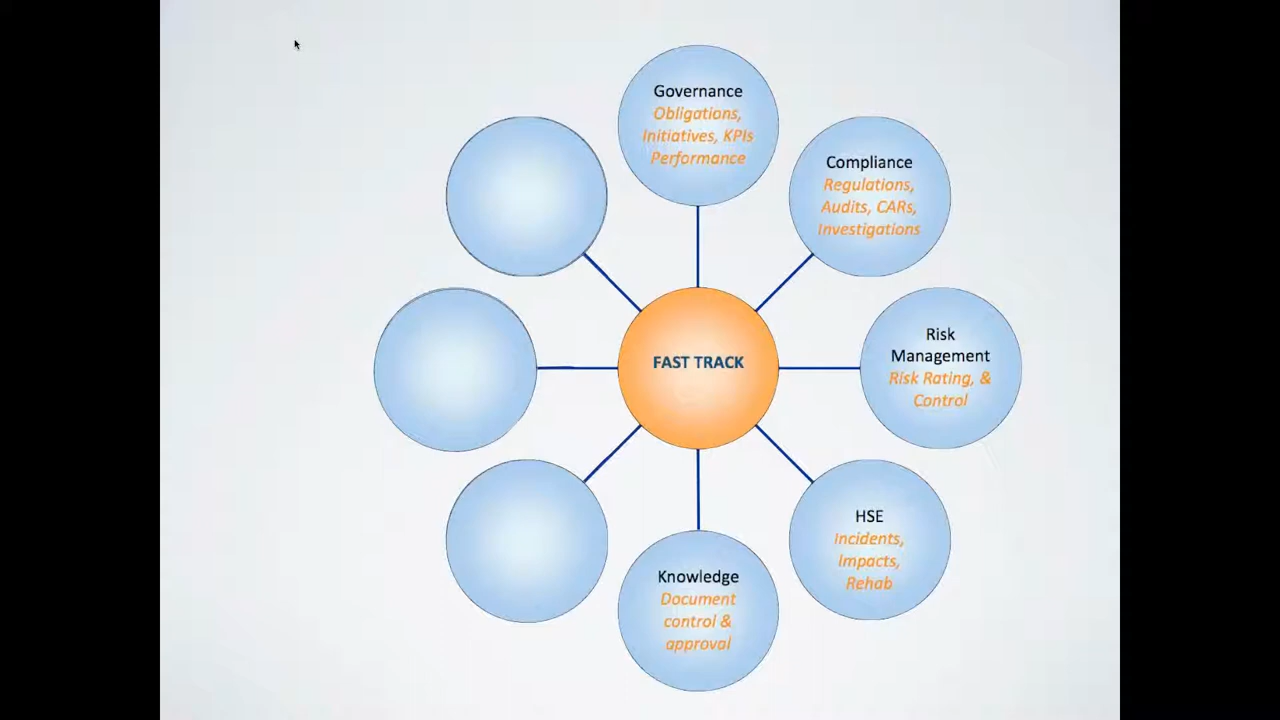 Governance
Obligations,
Initiatives, KPIs
Performance
Compliance
Regulations,
Audits, CARs,
Investigations
Risk
Management
Risk Rating, &
Control
FAST TRACK
HSE
Incidents,
Impacts,
Rehab
Knowledge
Document
control &
approval